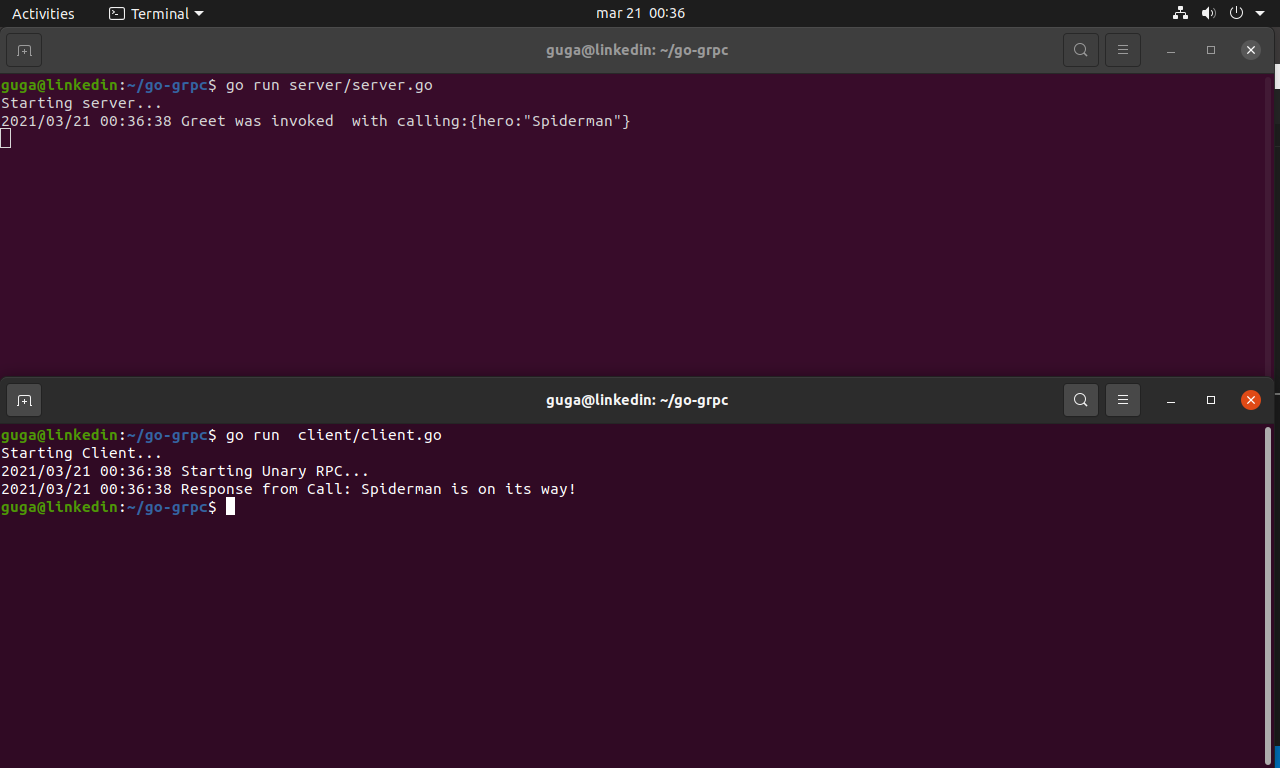 Activities Terminal mar 21 00:36
guga@linkedin: ~/go-grpc
guga@linkedin:~/go-grpc$ go run server/server.go
Starting server...
2021/03/21 00:36:38 Greet was invoked  with calling:{hero:"Spiderman"}
guga@linkedin: ~/go-grpc
guga@linkedin:~/go-grpc$ go run  client/client.go
Starting Client...
2021/03/21 00:36:38 Starting Unary RPC...
2021/03/21 00:36:38 Response from Call: Spiderman is on its way!
guga@linkedin:~/go-grpc$